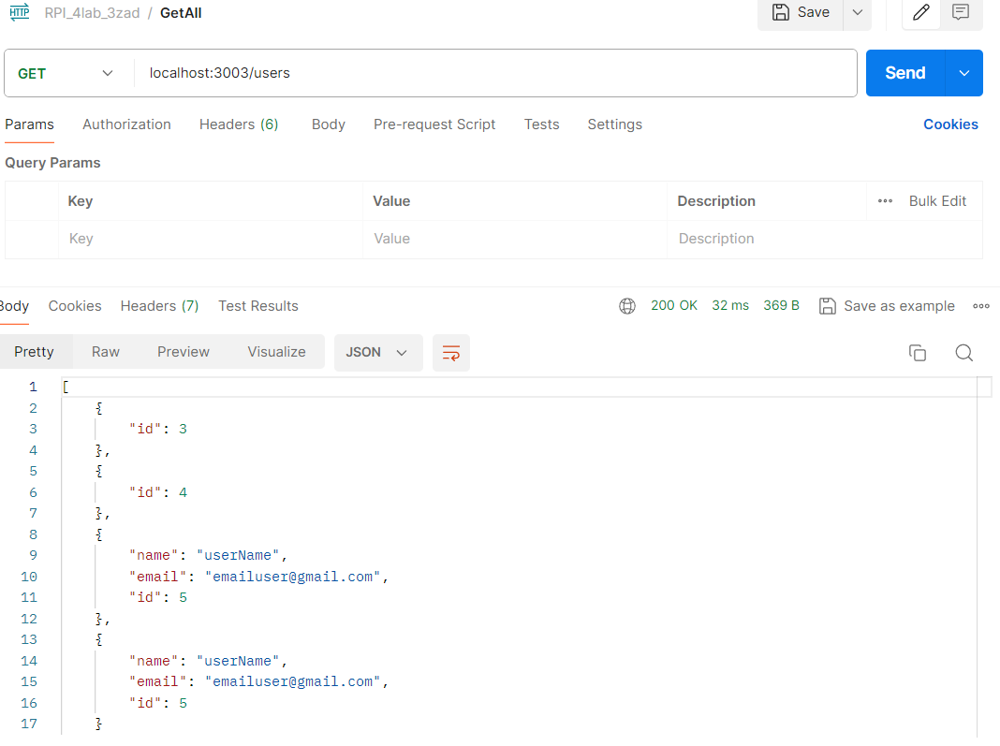 HTTP RPI_4lab_3zad / GetAll Save
GET localhost:3003/users Send
Params Authorization Headers (6) Body Pre-request Script Tests Settings Cookies
Query Params
Key Value Description ••• Bulk Edit
Key Value Description
Body Cookies Headers (7) Test Results 200 OK 32 ms 369 B Save as example •••
Pretty Raw Preview Visualize JSON
1 [
2 {
3 "id": 3
4 },
5 {
6 "id": 4
7 },
8 {
9 "name": "userName",
10 "email": "emailuser@gmail.com",
11 "id": 5
12 },
13 {
14 "name": "userName",
15 "email": "emailuser@gmail.com",
16 "id": 5
17 }